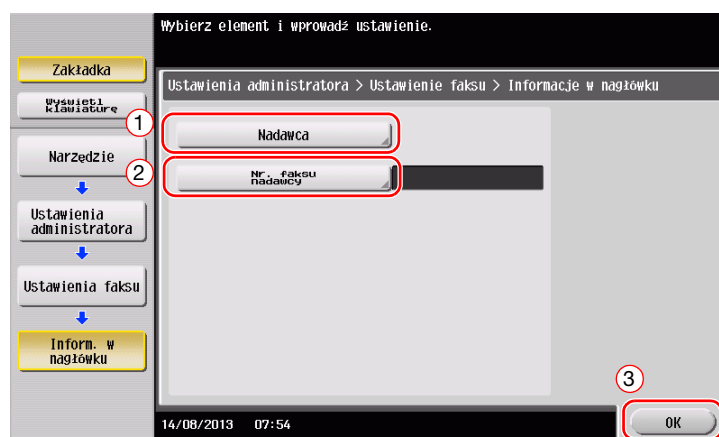 Wybierz element i wprowadź ustawienie.
Zakładka
Ustawienia administratora > Ustawienie faksu > Informacje w nagłówku
Wyświetl
klawiaturę
1
Nadawca
Narzędzie
2
Nr. faksu
nadawcy
Ustawienia
administratora
Ustawienia faksu
Inform. w
nagłówku
3
14/08/2013 07:54
OK